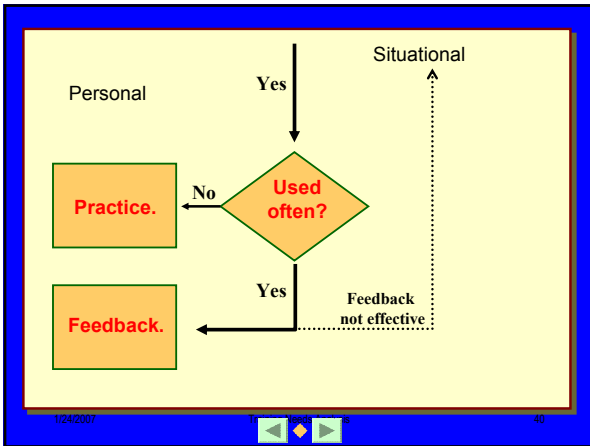 Situational
Personal
Yes
Used
often?
No
Practice.
Yes
Feedback
not effective
Feedback.
1/24/2007
40